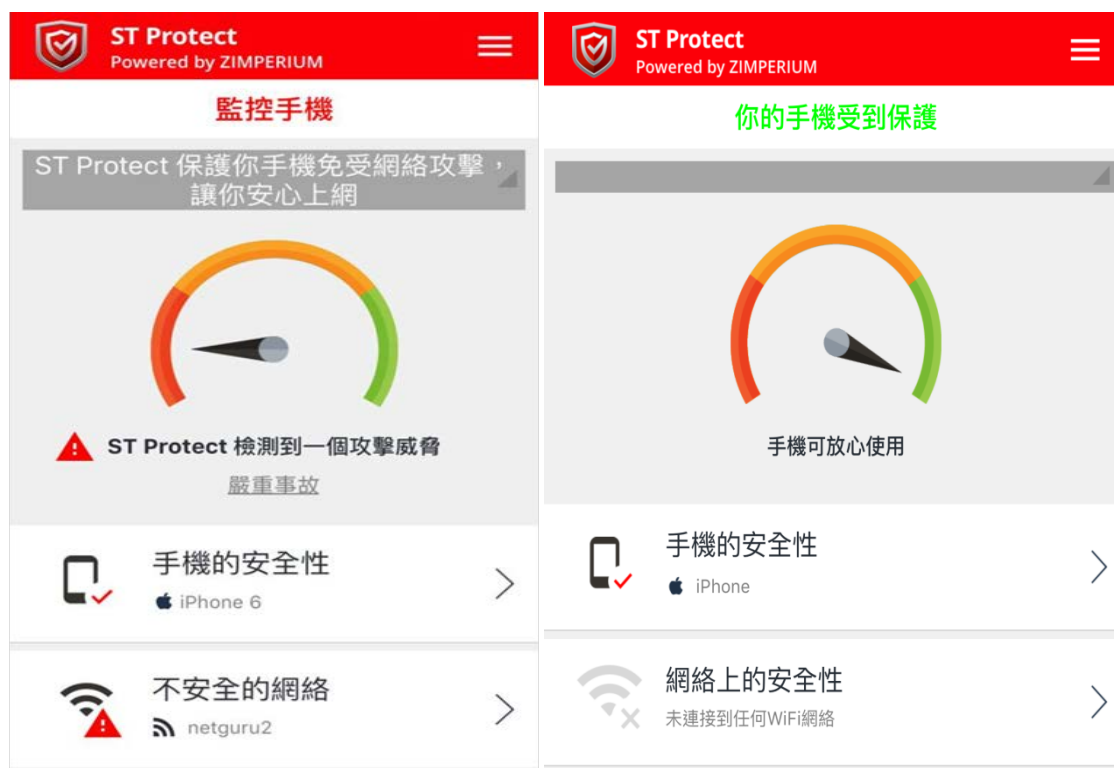 ST Protect
Powered by ZIMPERIUM
監控手機
ST Protect 保護你手機免受網絡攻擊，
讓你安心上網
ST Protect 檢測到一個攻擊威脅
嚴重事故
手機的安全性
iPhone 6
不安全的網絡
netguru2
ST Protect
Powered by ZIMPERIUM
你的手機受到保護
手機可放心使用
手機的安全性
iPhone
網絡上的安全性
未連接到任何WiFi網絡